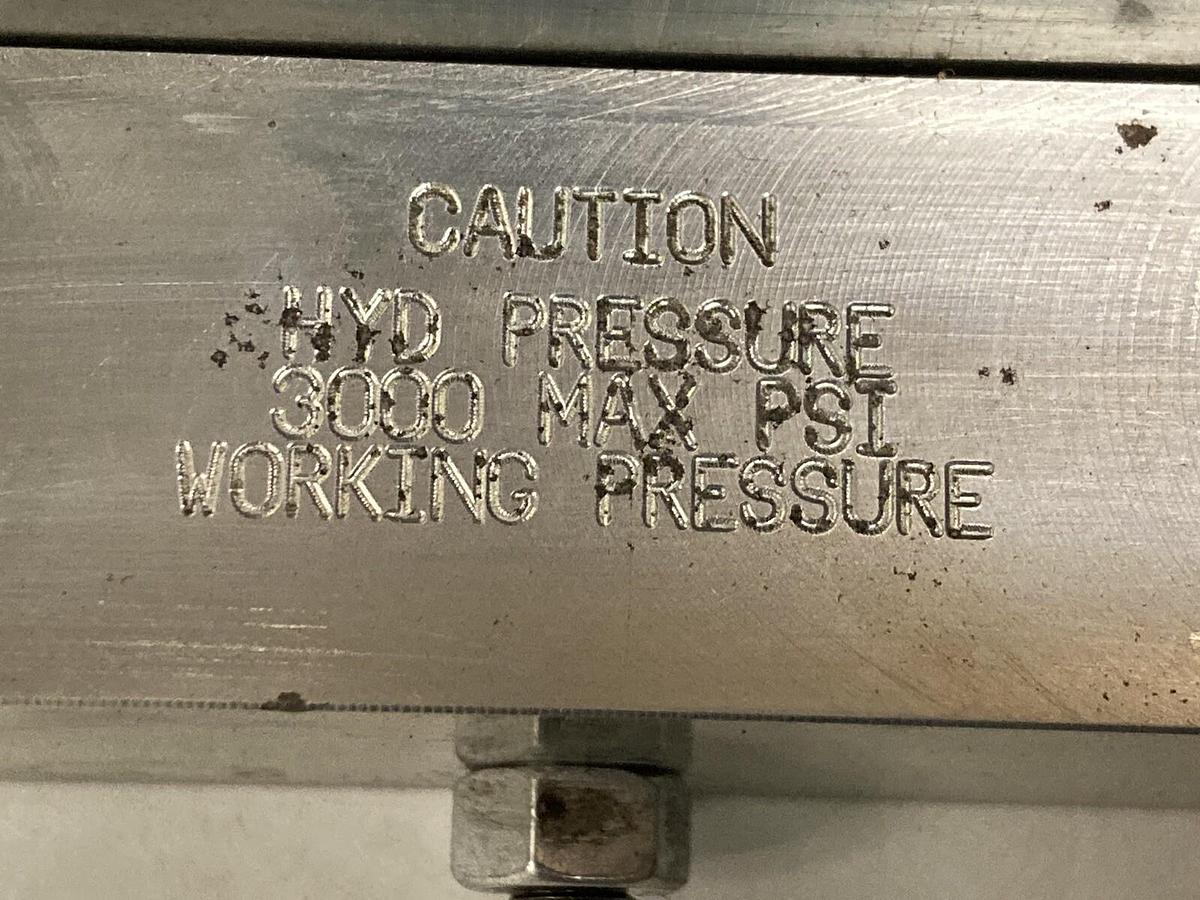 CAUTION
HYD PRESSURE
3000 MAX PSI
WORKING PRESSURE